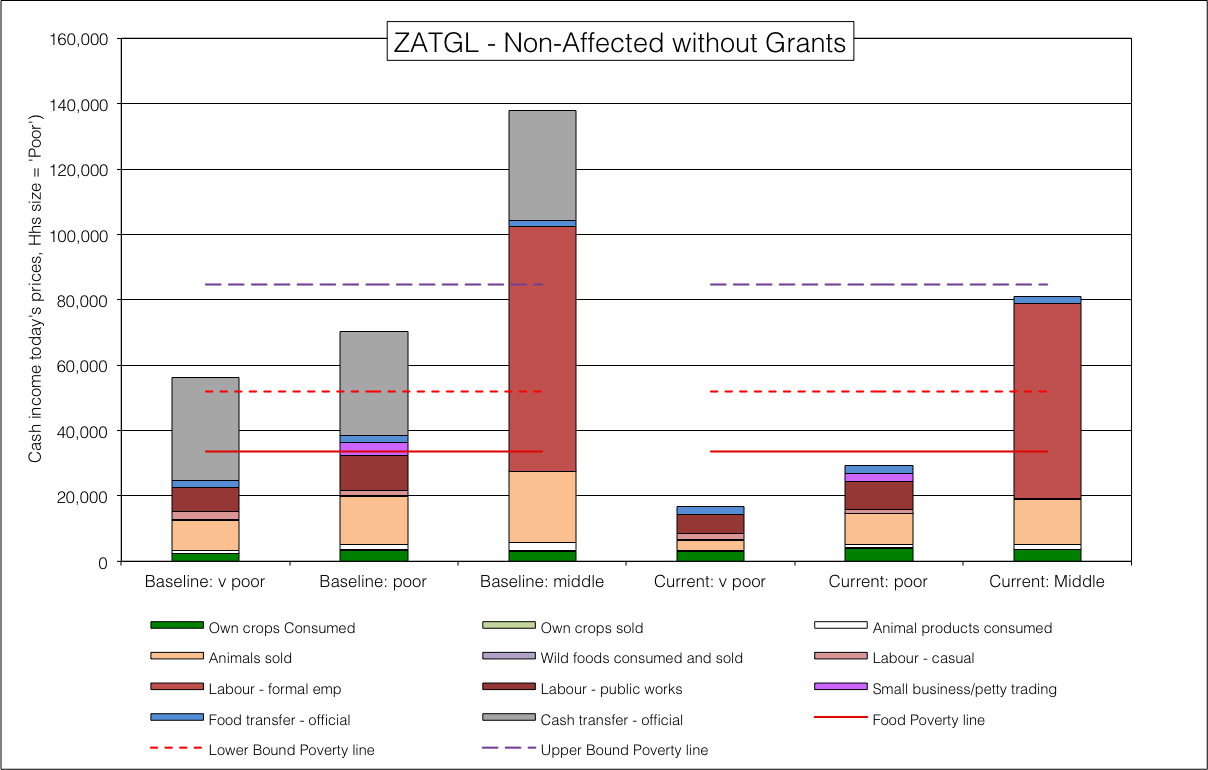 ZATGL - Non-Affected without Grants
Cash income today's prices, Hhs size = 'Poor')
160,000
140,000
120,000
100,000
80,000
60,000
40,000
20,000
0
Baseline: v poor Baseline: poor Baseline: middle Current: v poor Current: poor Current: Middle
Own crops Consumed Own crops sold Animal products consumed
Animals sold Wild foods consumed and sold Labour - casual
Labour - formal emp Labour - public works Small business/petty trading
Food transfer - official Cash transfer - official Food Poverty line
Lower Bound Poverty line Upper Bound Poverty line